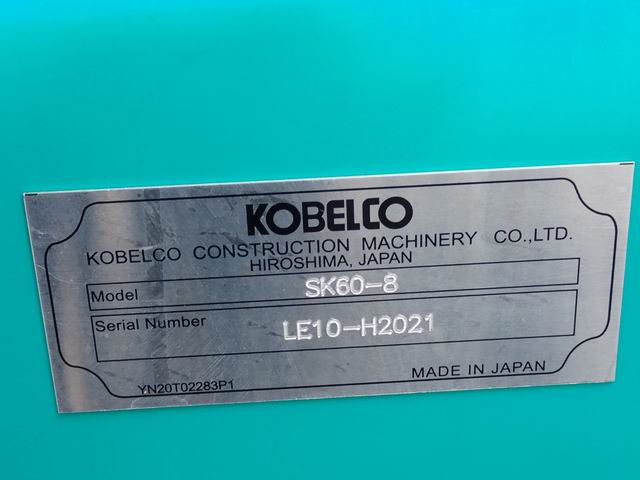 KOBELCO
KOBELCO CONSTRUCTION MACHINERY CO.,LTD.
HIROSHIMA, JAPAN
Model SK60-8
Serial Number LE10-H2021
YN20T02283P1 MADE IN JAPAN